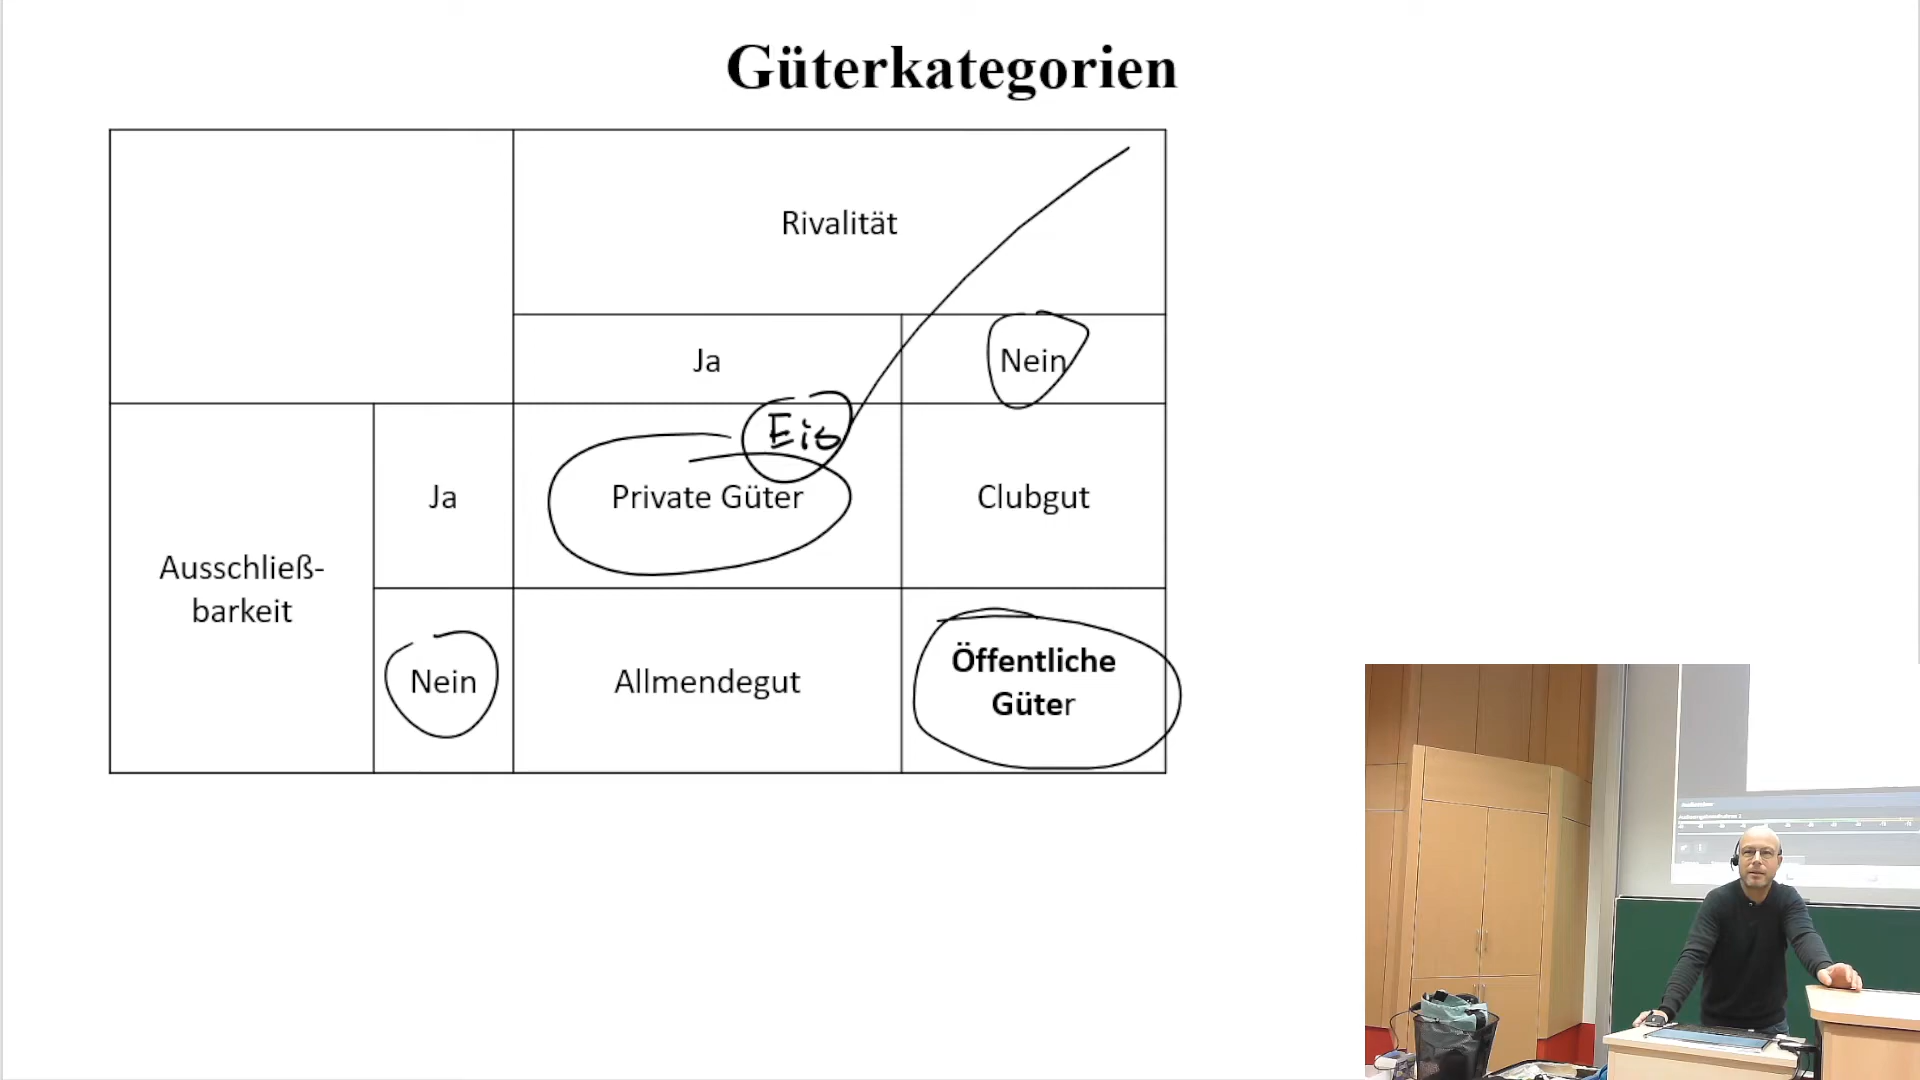 Güterkategorien
Rivalität
Ja
Nein
Eis
Ja
Private Güter
Clubgut
Ausschließ-
barkeit
Nein
Allmendegut
Öffentliche
Güter